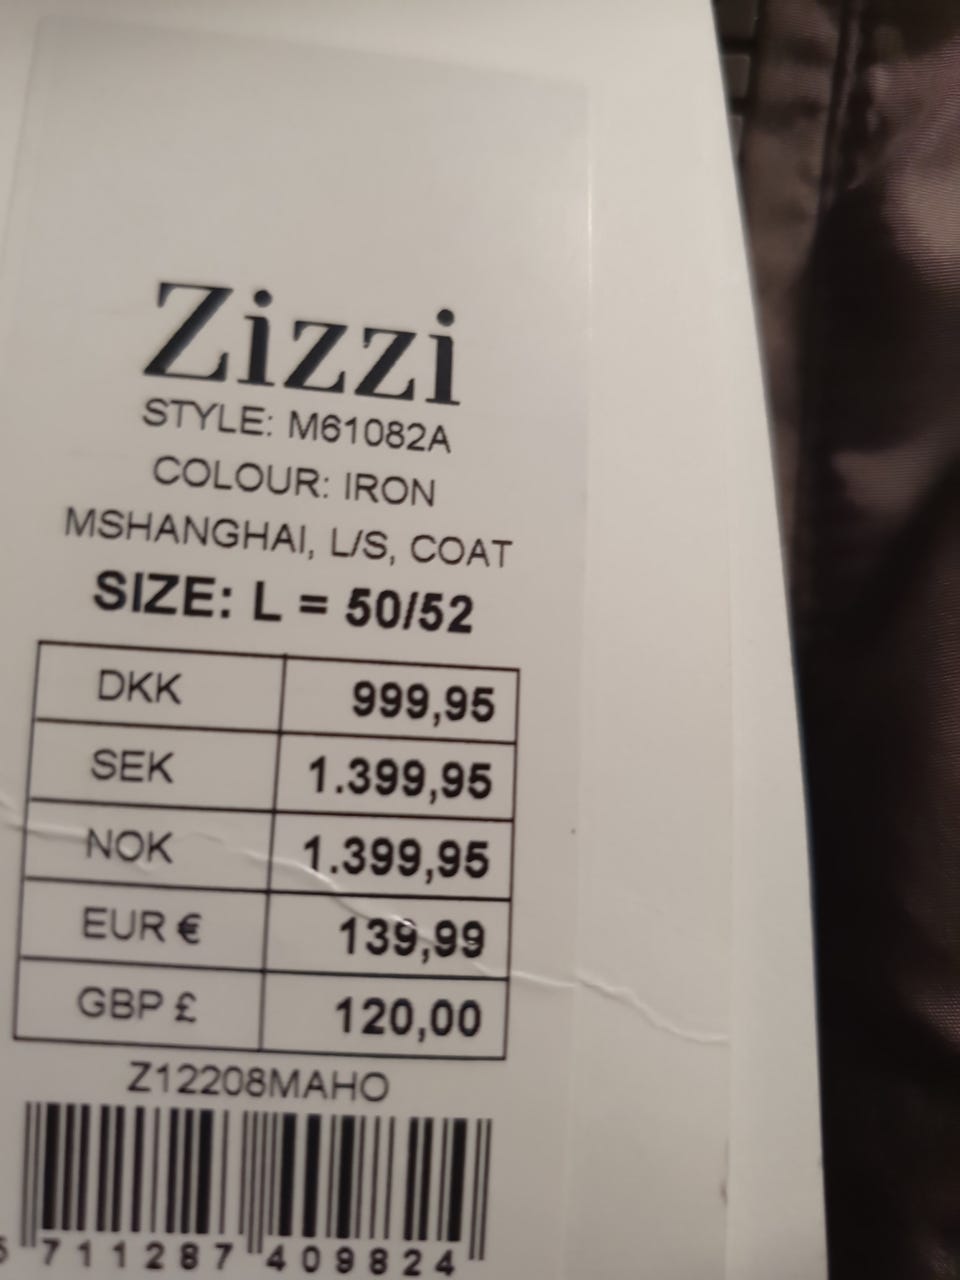 Zizzi
STYLE: M61082A
COLOUR: IRON
MSHANGHAI, L/S, COAT
SIZE: L = 50/52
DKK 999,95
SEK 1.399,95
NOK 1.399,95
EUR € 139,99
GBP £ 120,00
Z12208MAHO
5 711287 409824